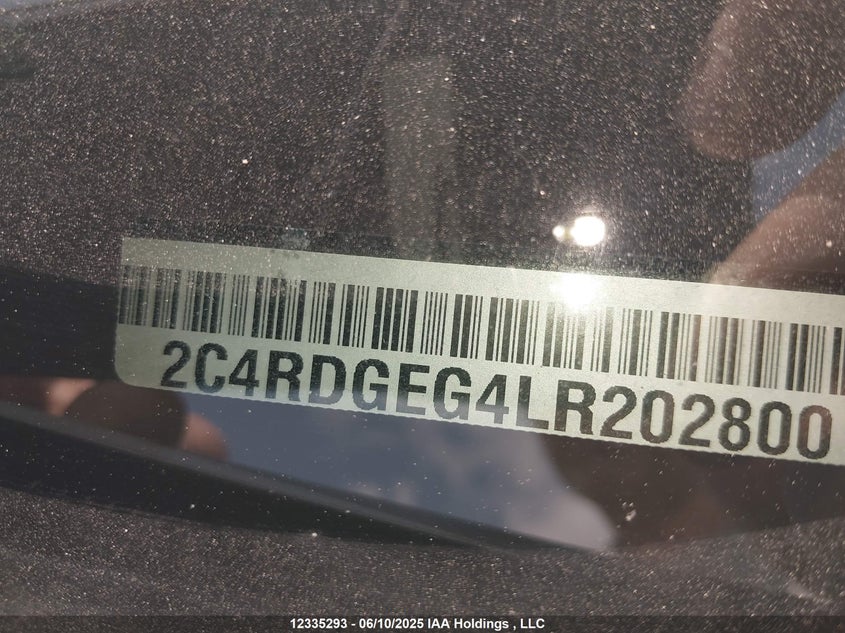 2C4RDGEG4LR202800
12335293 - 06/10/2025 IAA Holdings , LLC